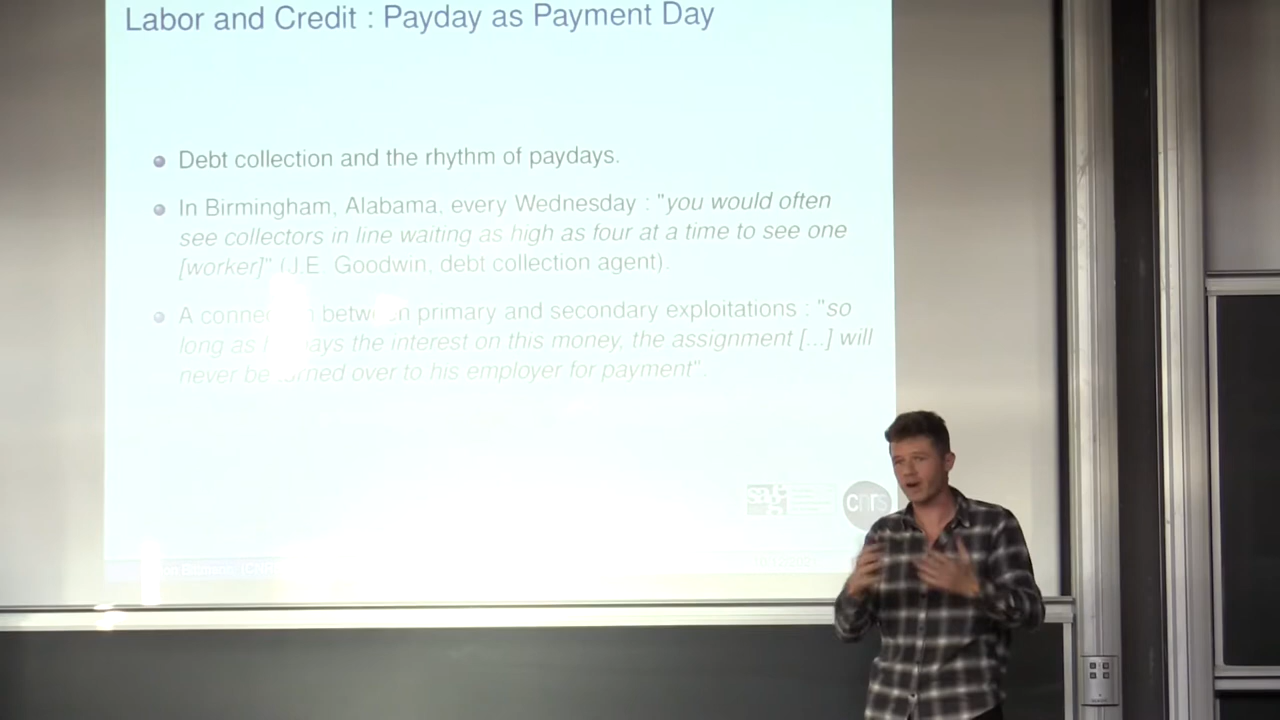 Labor and Credit : Payday as Payment Day
Debt collection and the rhythm of paydays.
In Birmingham, Alabama, every Wednesday : "you would often
see collectors in line waiting as high as four at a time to see one
[worker]" (J.E. Goodwin, debt collection agent).
A between primary and secondary exploitations : "so
long as the interest on this money, the assignment [...] will
never be turned over to his employer for payment".
cnrs